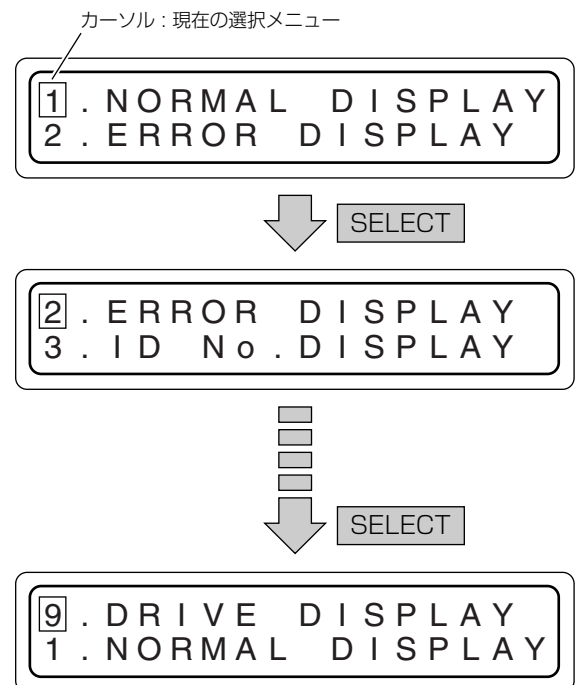 カーソル：現在の選択メニュー
1.NORMAL DISPLAY
2.ERROR DISPLAY
SELECT
2.ERROR DISPLAY
3.ID No.DISPLAY
SELECT
9.DRIVE DISPLAY
1.NORMAL DISPLAY